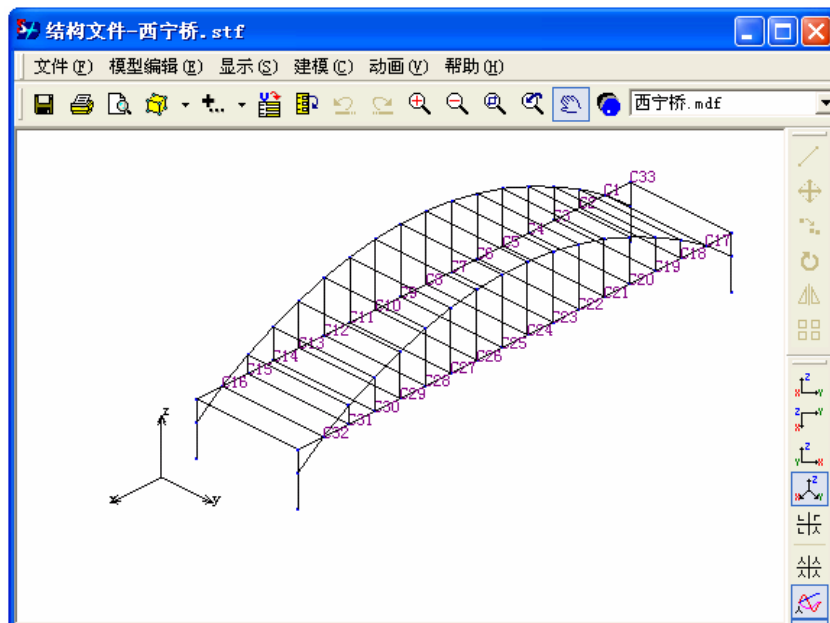 结构文件-西宁桥.stf
文件(F) 模型编辑(E) 显示(S) 建模(C) 动画(V) 帮助(H)
西宁桥.mdf
C33
C1
C2
C3
C4
C5
C6
C7
C8
C9
C10
C11
C12
C13
C14
C15
C16
C17
C18
C19
C20
C21
C22
C23
C24
C25
C26
C27
C28
C29
C30
C31
C32
z
x y
Z X Y
Z Y X
Z Y X
Z X Y